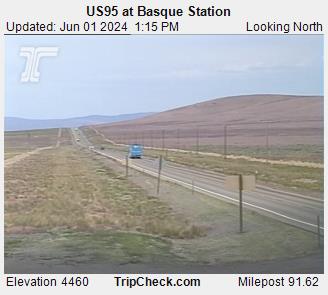 US95 at Basque Station
Updated: Jun 01 2024 1:15 PM Looking North
Elevation 4460 TripCheck.com Milepost 91.62